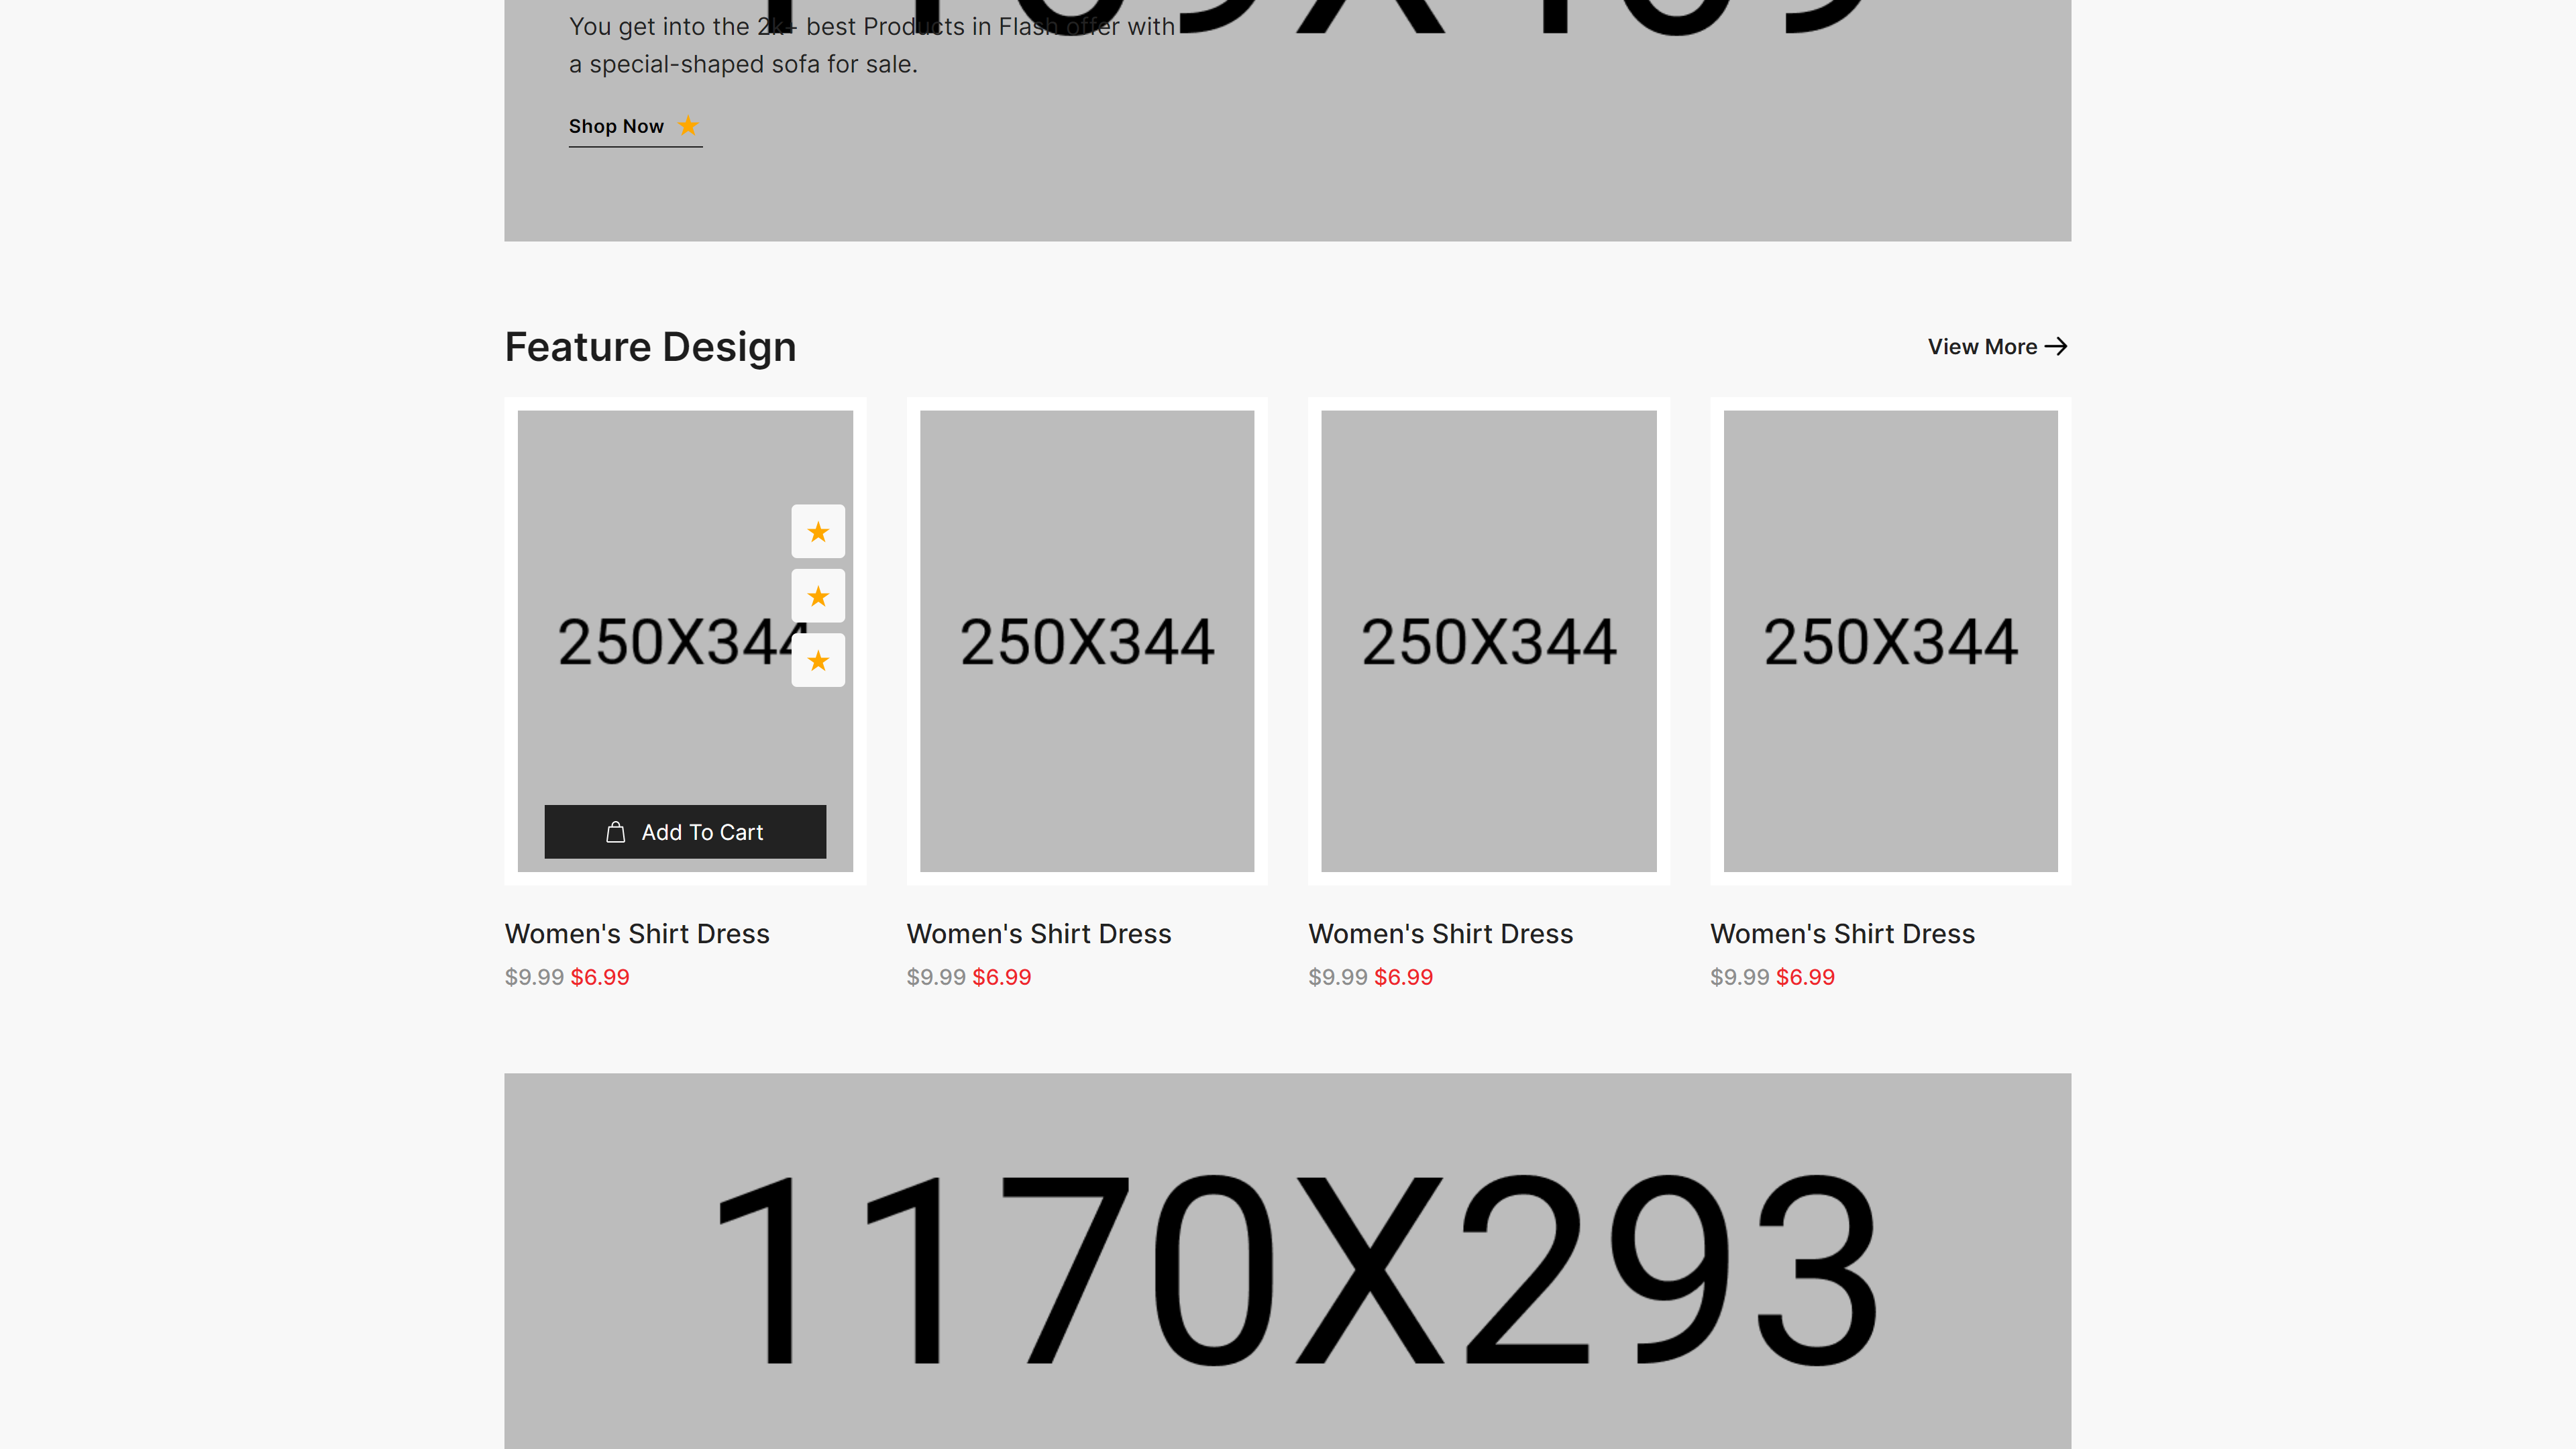 You get into the 2k+ best Products in Flash offer with
a special-shaped sofa for sale.
Shop Now
Feature Design
View More
250X344
250X344
250X344
250X344
Add To Cart
Women's Shirt Dress
Women's Shirt Dress
Women's Shirt Dress
Women's Shirt Dress
$9.99 $6.99
$9.99 $6.99
$9.99 $6.99
$9.99 $6.99
1170X293